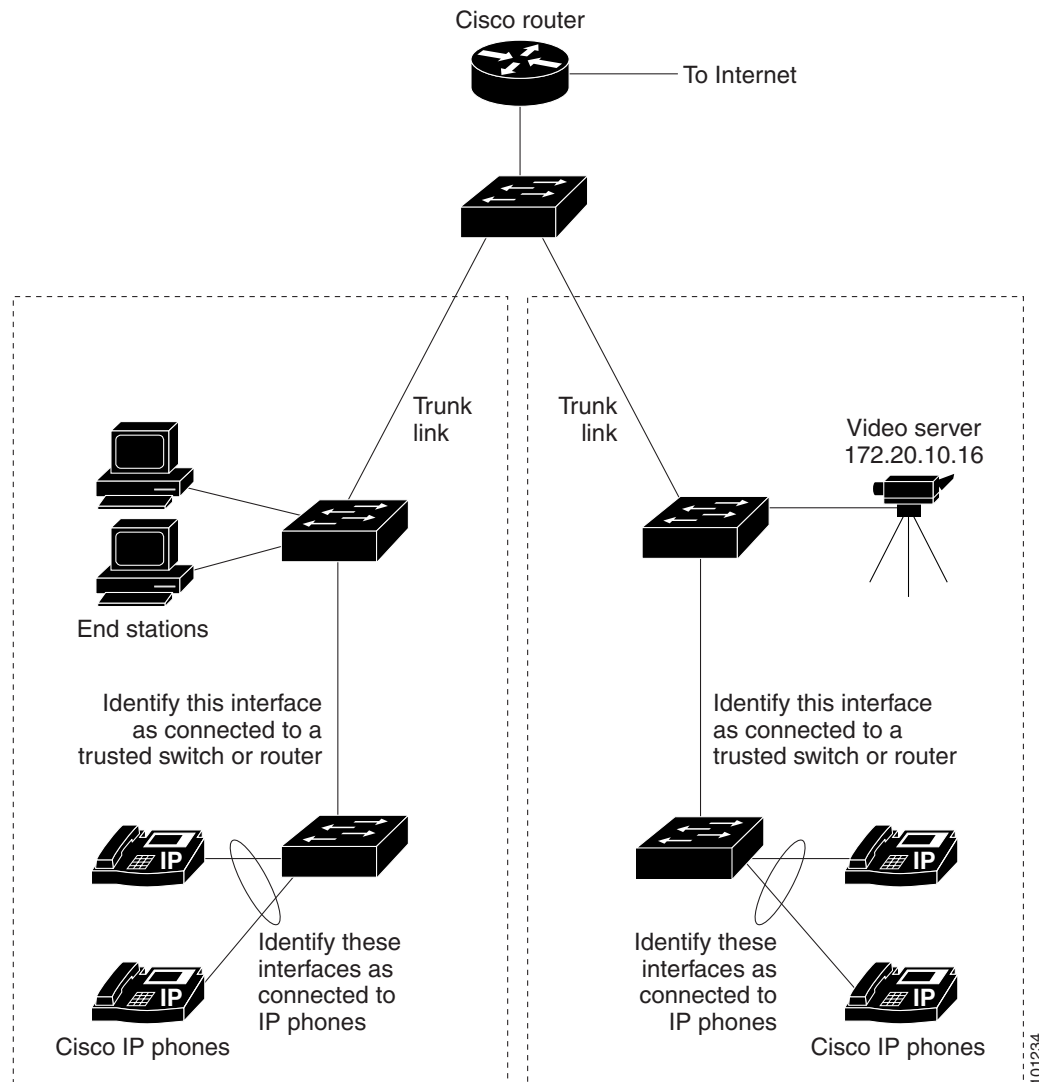 Cisco router
To Internet
Trunk
link
Trunk
link
Video server
172.20.10.16
End stations
Identify this interface
as connected to a
trusted switch or router
Identify this interface
as connected to a
trusted switch or router
IP
IP
Identify these
interfaces as
connected to
IP phones
Identify these
interfaces as
connected to
IP phones
IP
IP
Cisco IP phones
Cisco IP phones
101234